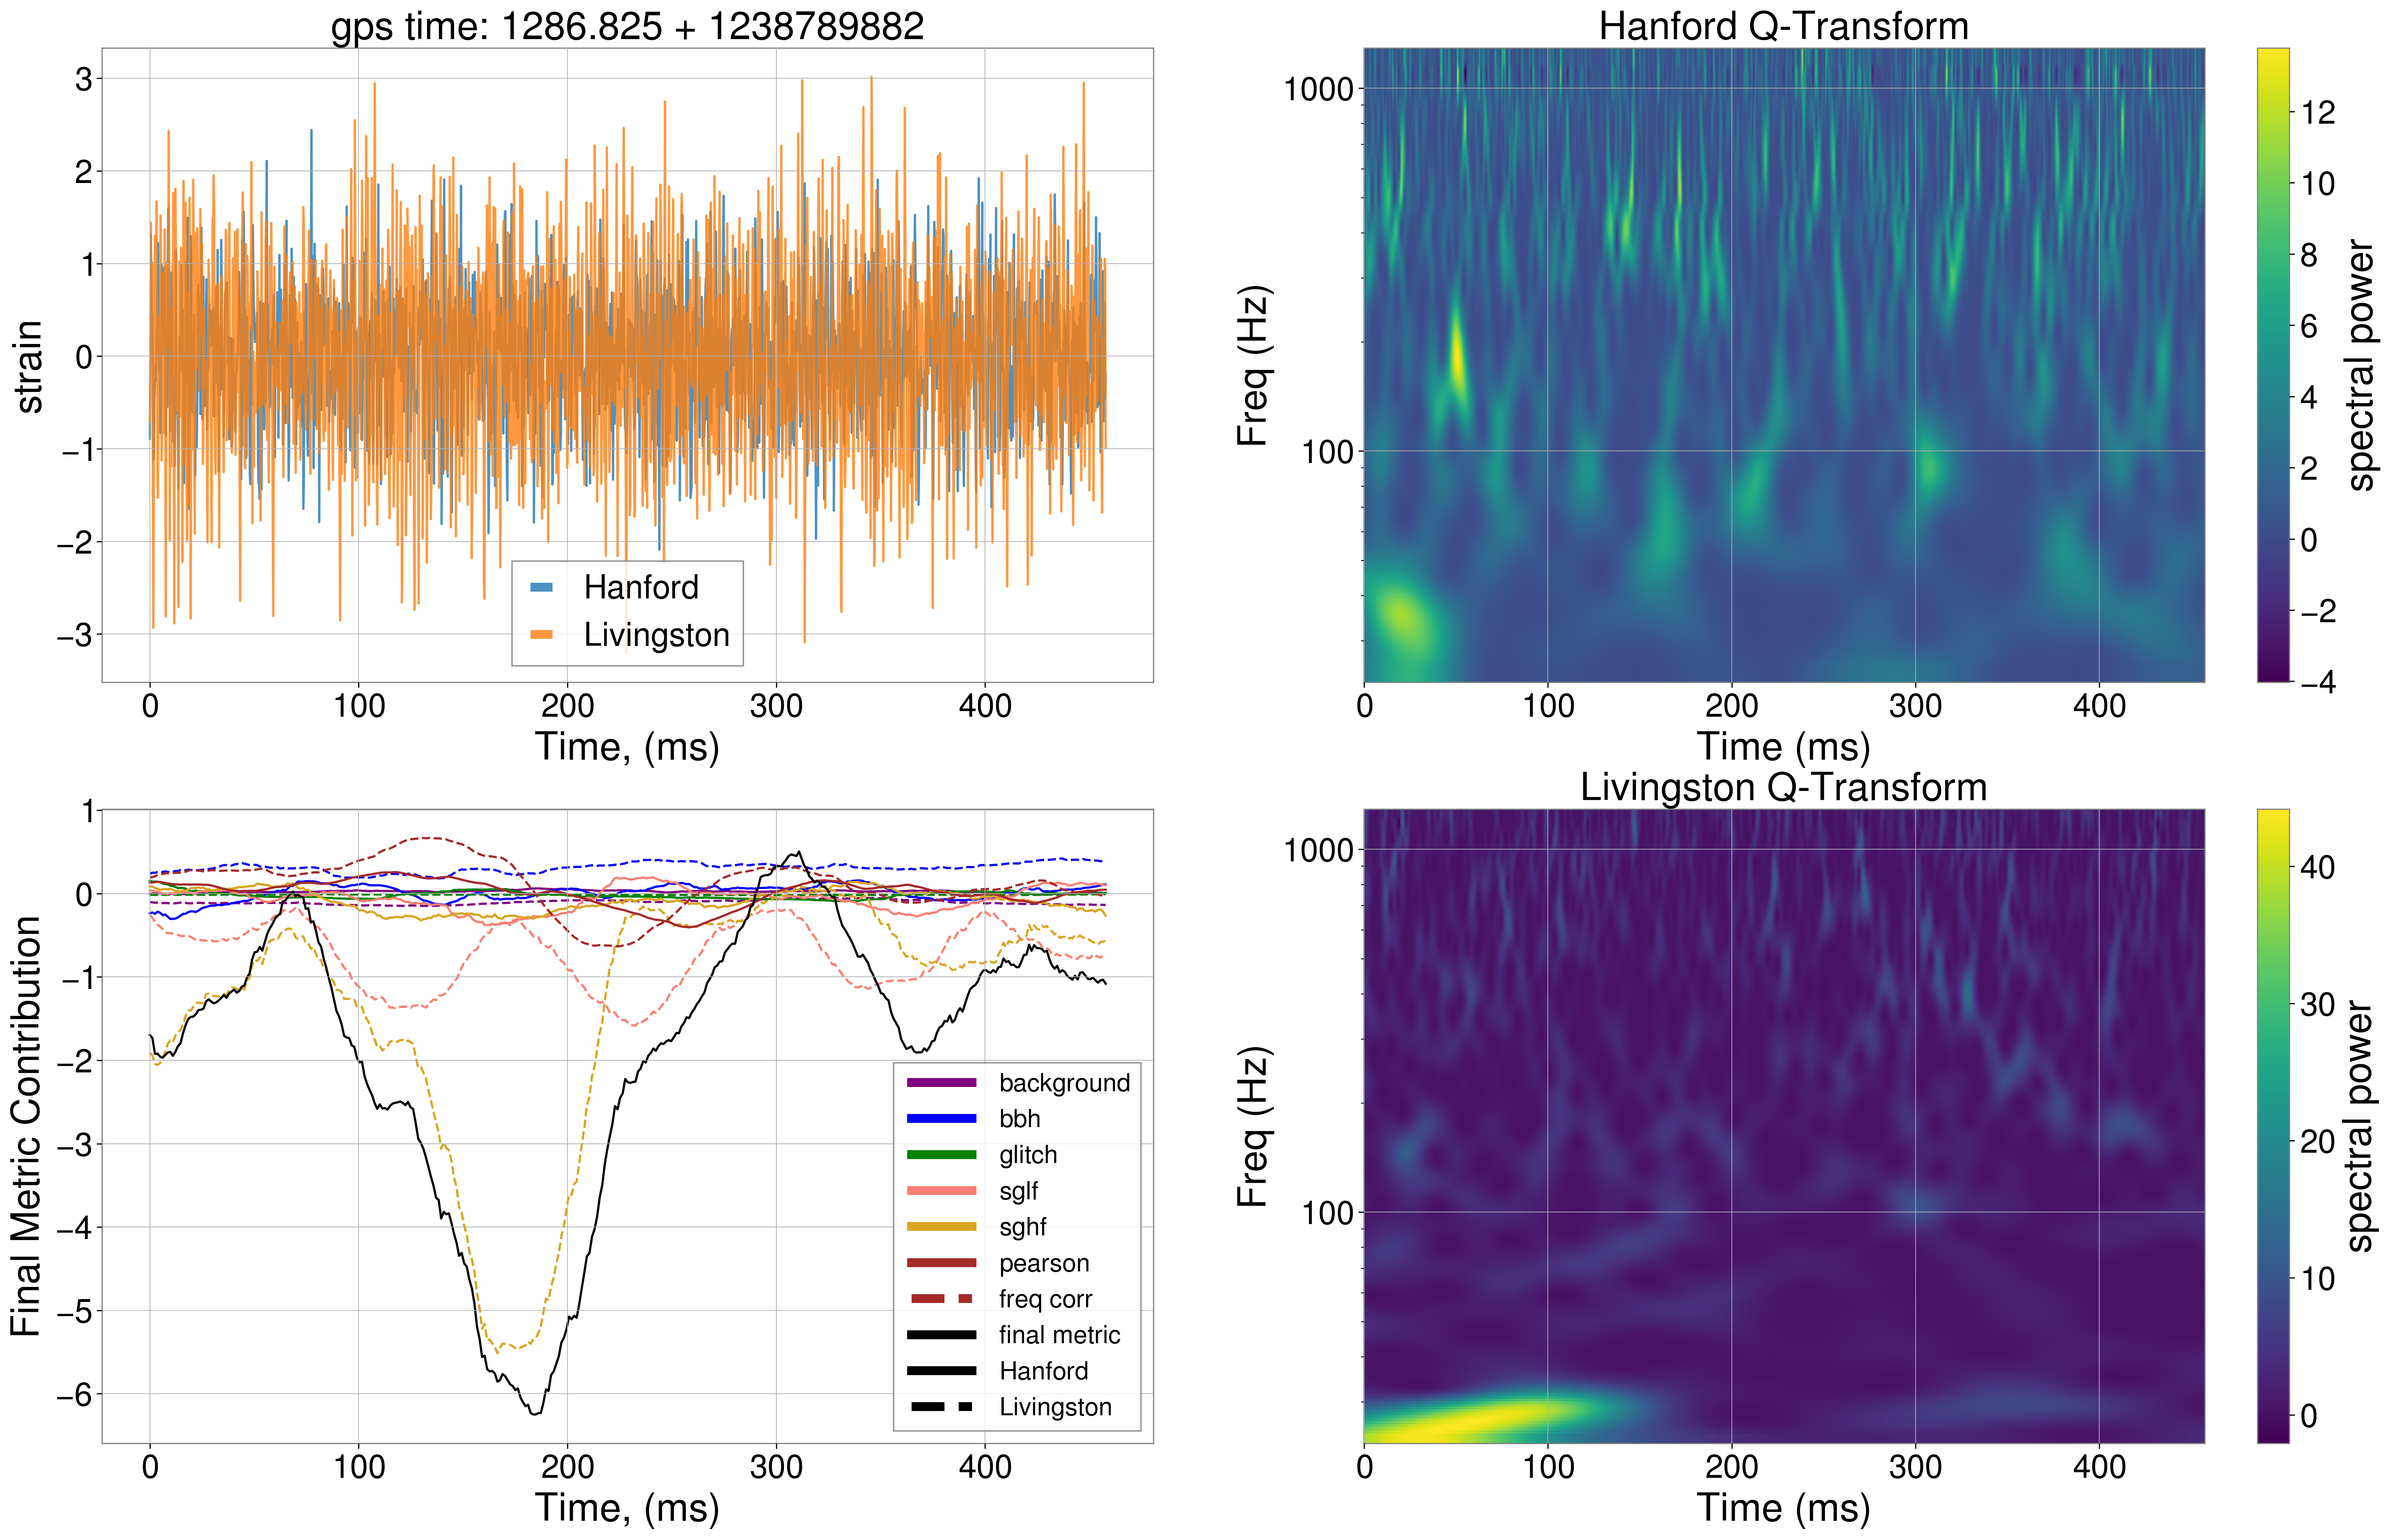 gps time: 1286.825 + 1238789882
strain
3
2
1
0
−1
−2
−3
Hanford
Livingston
0 100 200 300 400
Time, (ms)
Hanford Q-Transform
Freq (Hz)
1000
100
0 100 200 300 400
Time (ms)
12
10
8
6
4
2
0
−2
−4
spectral power
Final Metric Contribution
1
0
−1
−2
−3
−4
−5
−6
background
bbh
glitch
sglf
sghf
pearson
freq corr
final metric
Hanford
Livingston
0 100 200 300 400
Time, (ms)
Livingston Q-Transform
Freq (Hz)
1000
100
0 100 200 300 400
Time (ms)
40
30
20
10
0
spectral power